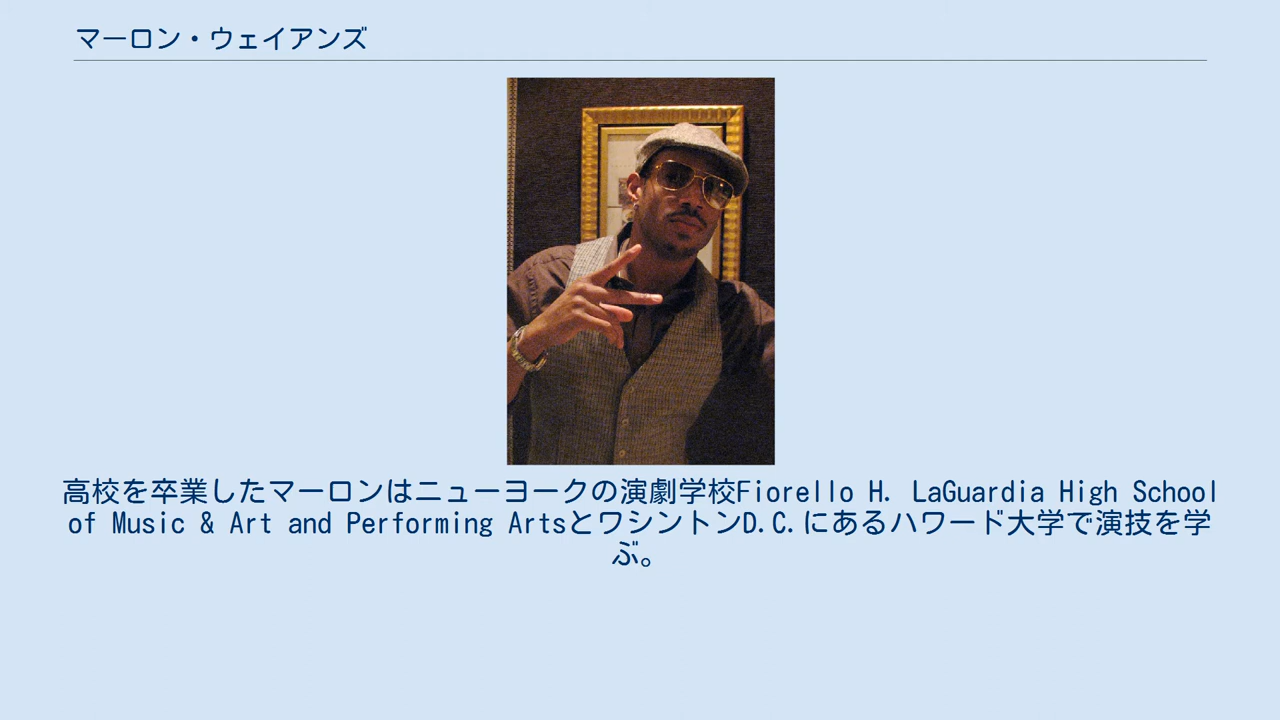 マーロン・ウェイアンズ
高校を卒業したマーロンはニューヨークの演劇学校Fiorello H. LaGuardia High School
of Music & Art and Performing ArtsとワシントンD.C.にあるハワード大学で演技を学
ぶ。